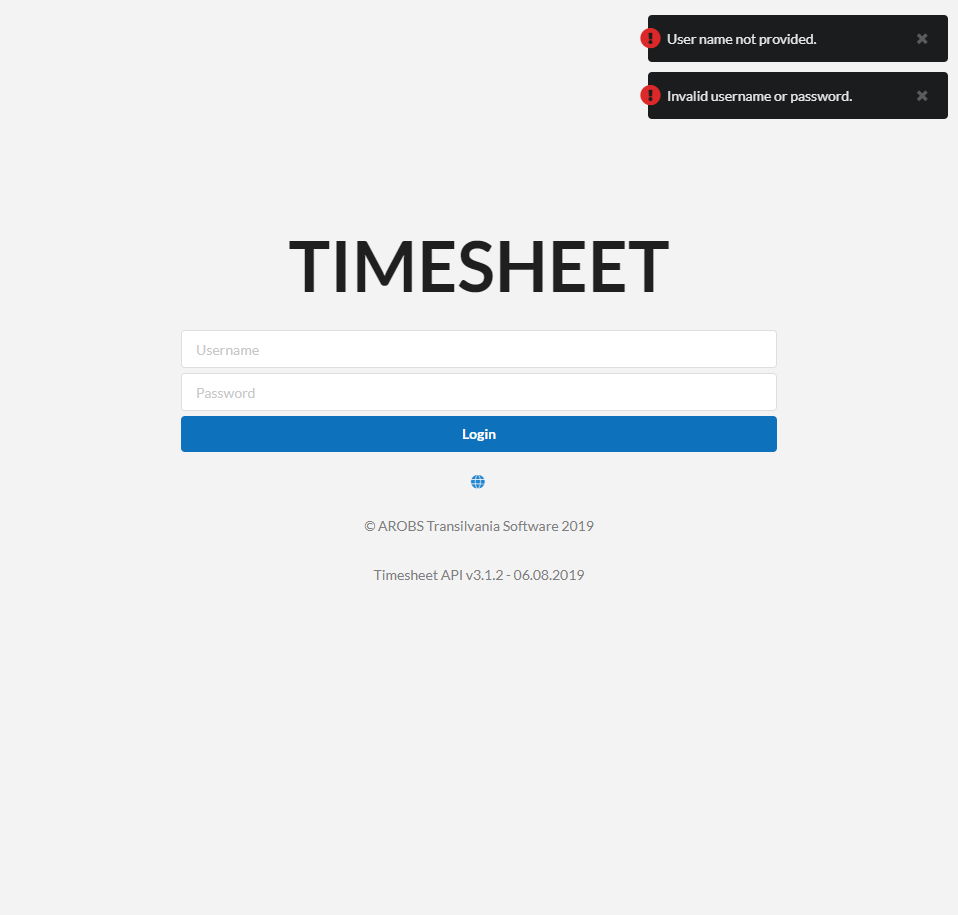 User name not provided.
Invalid username or password.
TIMESHEET
Username
Password
Login
© AROBS Transilvania Software 2019
Timesheet API v3.1.2 - 06.08.2019